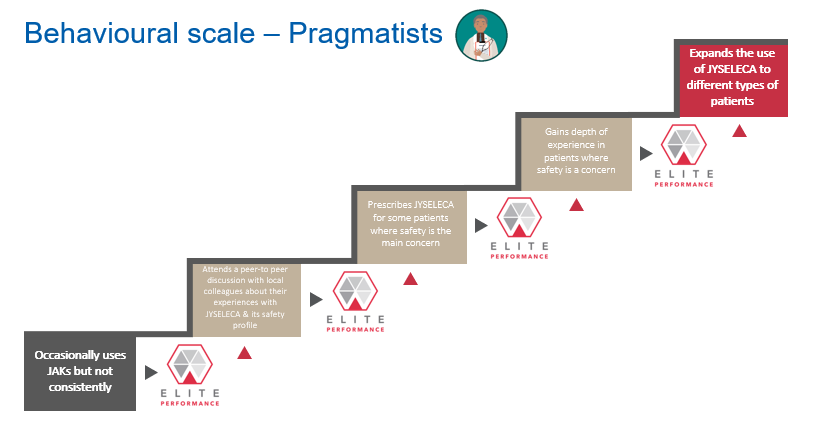 Behavioural scale – Pragmatists
Expands the use
of JYSELECA to
different types of
patients
Gains depth of
experience in
patients where
safety is a concern
ELITE
PERFORMANCE
Prescribes JYSELECA
for some patients
where safety is the
main concern
ELITE
PERFORMANCE
Attends a peer-to peer
discussion with local
colleagues about their
experiences with
JYSELECA & its safety
profile
ELITE
PERFORMANCE
Occasionally uses
JAKs but not
consistently
ELITE
PERFORMANCE